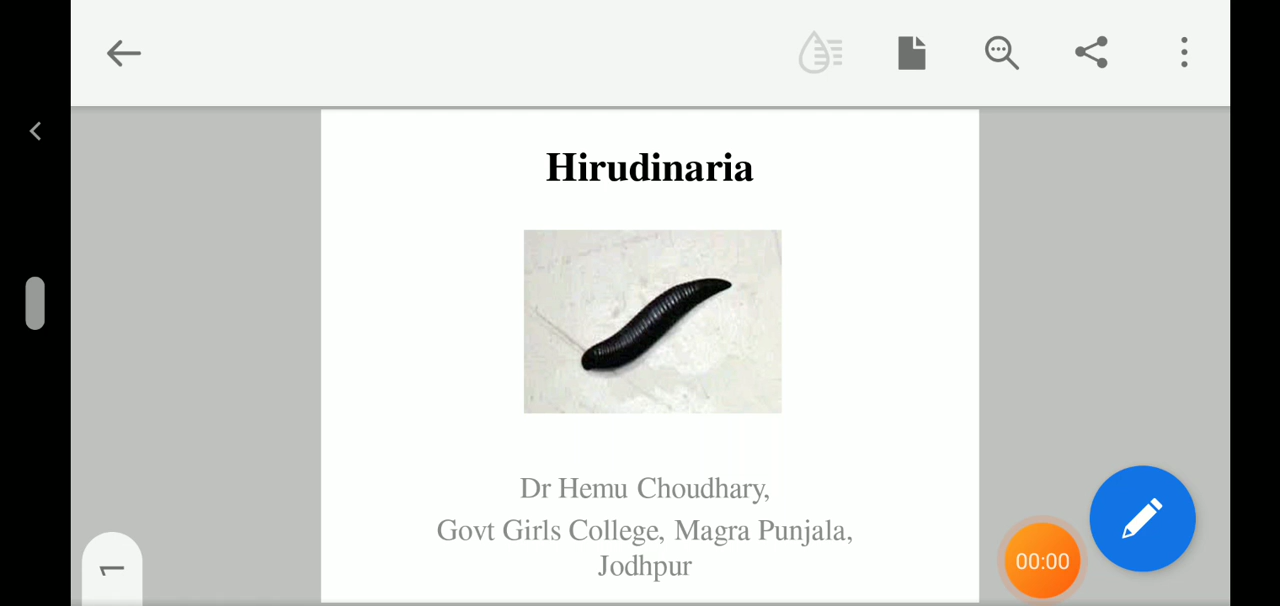 Hirudinaria
Dr Hemu Choudhary,
Govt Girls College, Magra Punjala,
Jodhpur
00:00
1